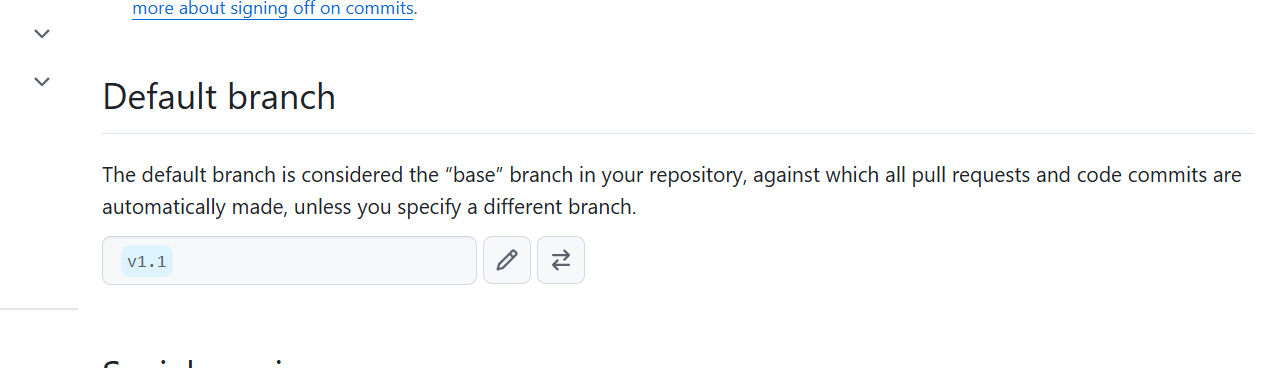 more about signing off on commits.
Default branch
The default branch is considered the “base” branch in your repository, against which all pull requests and code commits are
automatically made, unless you specify a different branch.
v1.1